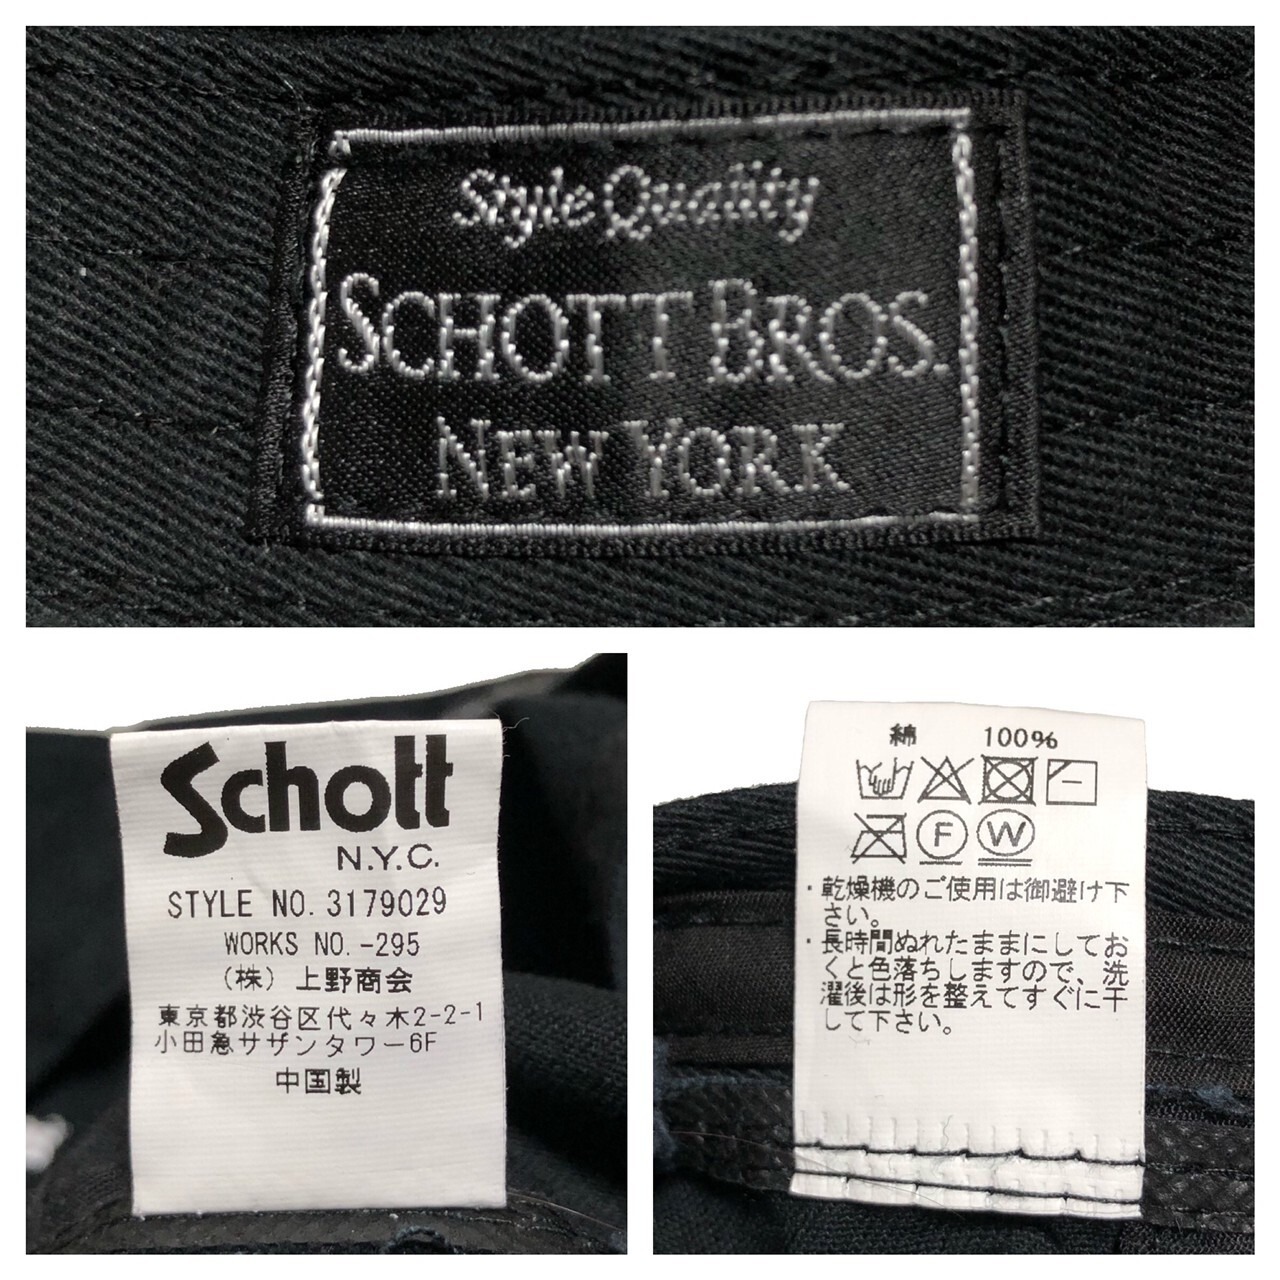 Style Quality
SCHOTT BROS.
NEW YORK
Schott
N.Y.C.
STYLE NO. 3179029
WORKS NO. -295
(株) 上野商会
東京都渋谷区代々木2-2-1
小田急サザンタワー6F
中国製
綿 100%
F W
・乾燥機のご使用は御避け下
さい。
・長時間ぬれたままにしてお
くと色落ちしますので、洗
濯後は形を整えてすぐに干
して下さい。